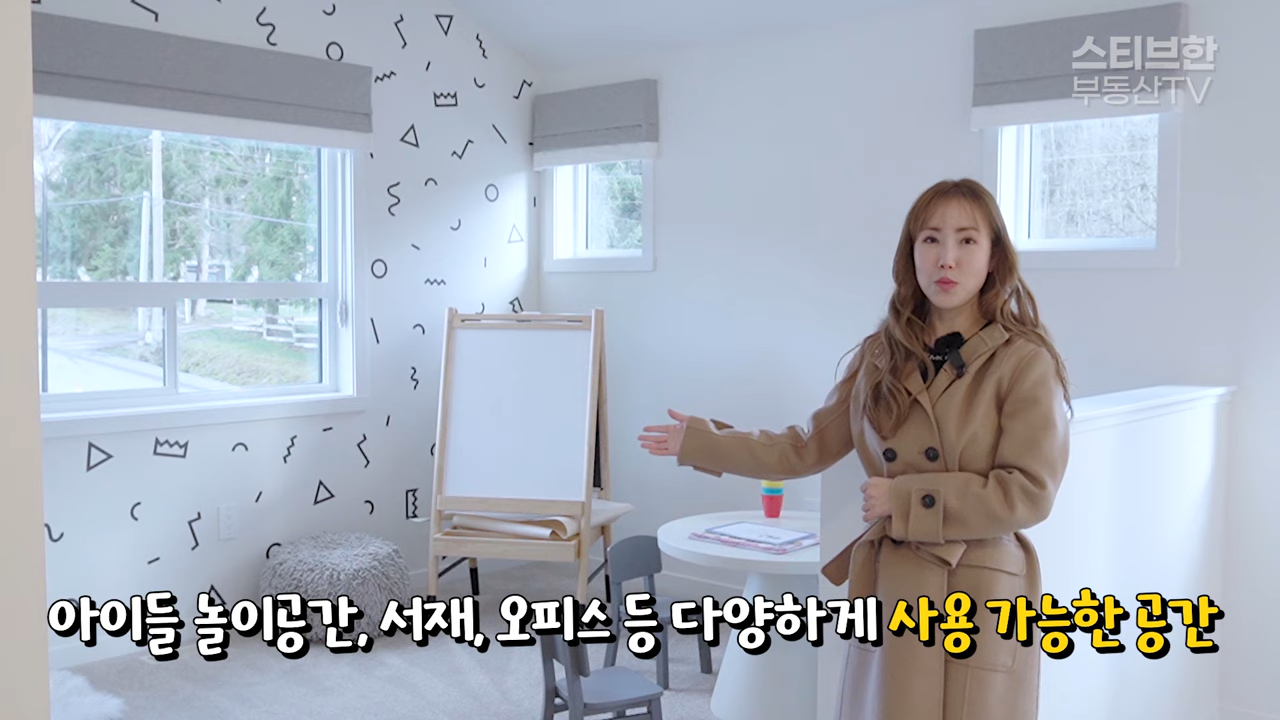 스티브한
부동산TV
아이들 놀이공간, 서재, 오피스 등 다양하게 사용 가능한 공간